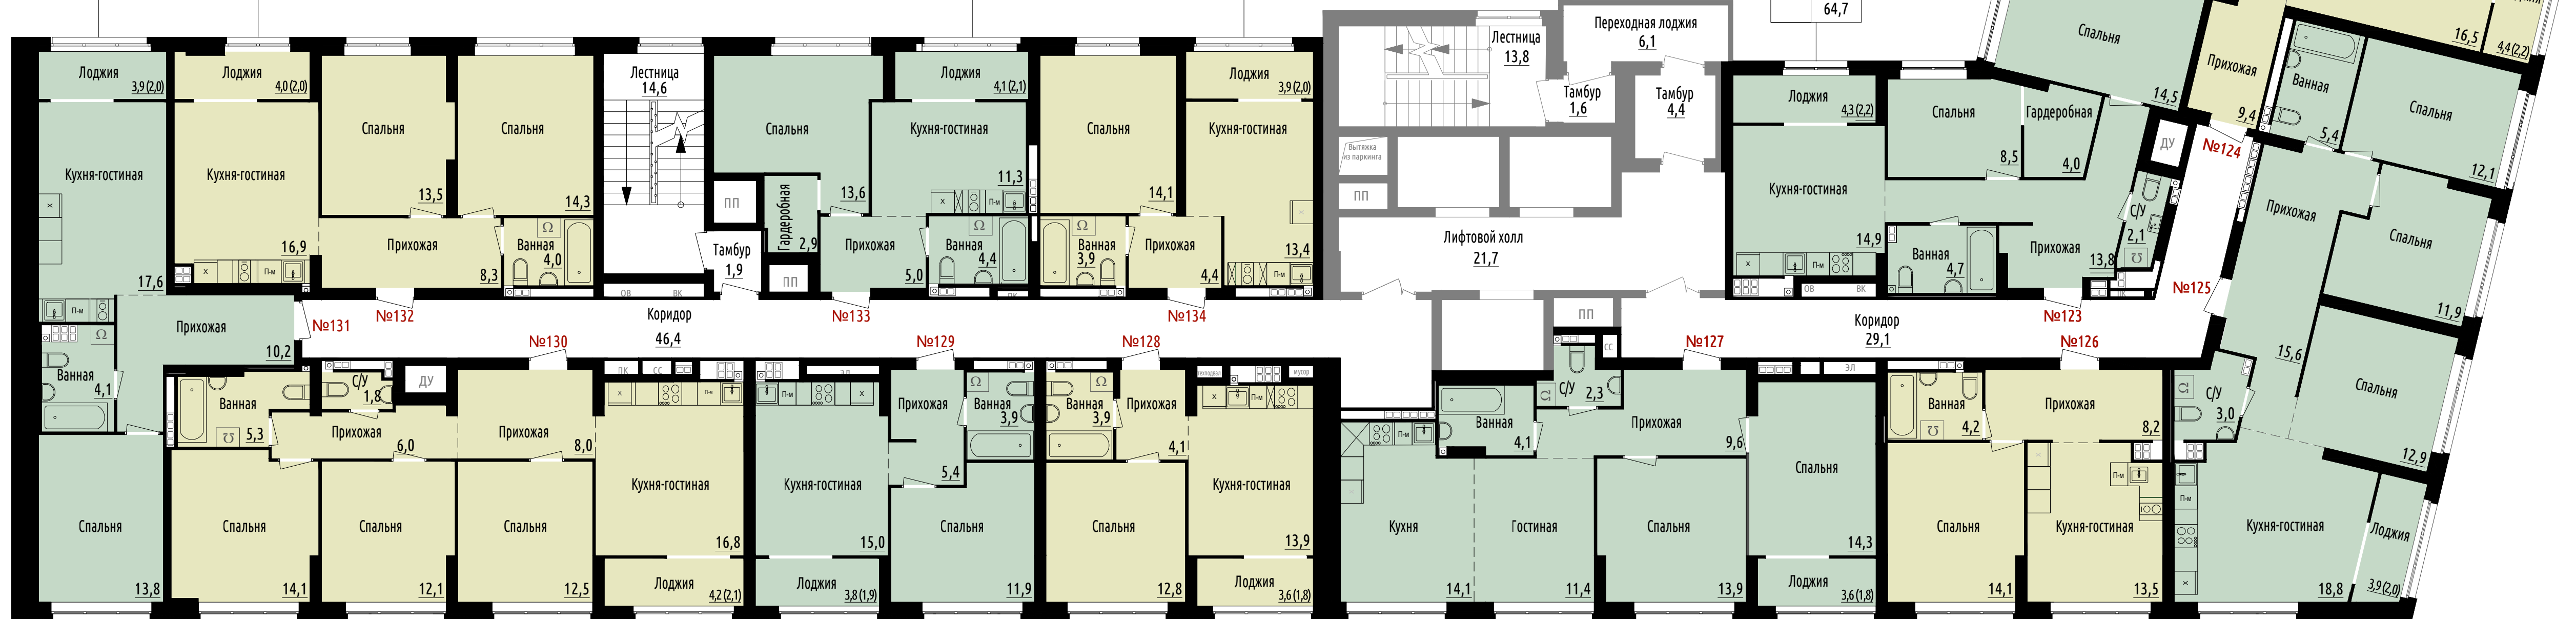 64,7
Лоджия
3,9 (2,0)
Кухня-гостиная
X
17,6
П-м
Прихожая
10,2
№131
Ванная
4,1
Спальня
13,8
Лоджия
4,0 (2,0)
Кухня-гостиная
16,9
X
П-м
Спальня
13,5
Спальня
14,3
Прихожая
8,3
Ванная
4,0
№132
Лестница
14,6
ПП
Тамбур
1,9
ОВ
ВК
Коридор
46,4
Спальня
13,6
Гардеробная
2,9
ПП
Лоджия
4,1 (2,1)
Кухня-гостиная
11,3
X
П-м
Прихожая
5,0
Ванная
4,4
ПК
№133
Спальня
14,1
Ванная
3,9
Прихожая
4,4
Лоджия
3,9 (2,0)
Кухня-гостиная
13,4
X
П-м
№134
Лестница
13,8
Переходная лоджия
6,1
Тамбур
1,6
Тамбур
4,4
Вытяжка
из паркинга
ПП
Лифтовой холл
21,7
ПП
СС
Лоджия
4,3 (2,2)
Кухня-гостиная
14,9
X
П-м
Спальня
8,5
Гардеробная
4,0
Ванная
4,7
Прихожая
13,8
С/У
2,1
ОВ
ВК
ПК
ДУ
№123
Коридор
29,1
Спальня
14,5
Прихожая
9,4
№124
16,5
4,4 (2,2)
Ванная
5,4
Спальня
12,1
Прихожая
15,6
Спальня
11,9
№125
Спальня
12,9
С/У
3,0
Кухня-гостиная
18,8
П-м
X
Лоджия
3,9 (2,0)
№130
Ванная
5,3
С/У
1,8
ДУ
Прихожая
6,0
Прихожая
8,0
Спальня
14,1
Спальня
12,1
Спальня
12,5
ПК
СС
X
П-м
Кухня-гостиная
16,8
Лоджия
4,2 (2,1)
№129
ЭЛ
П-м
X
Кухня-гостиная
15,0
Лоджия
3,8 (1,9)
Прихожая
5,4
Ванная
3,9
Спальня
11,9
№128
Ванная
3,9
Прихожая
4,1
Спальня
12,8
мусор
X
П-м
Кухня-гостиная
13,9
Лоджия
3,6 (1,8)
П-м
Кухня
14,1
Ванная
4,1
С/У
2,3
Гостиная
11,4
Прихожая
9,6
№127
Спальня
13,9
Спальня
14,3
Лоджия
3,6 (1,8)
ЭЛ
№126
Ванная
4,2
Прихожая
8,2
Спальня
14,1
П-м
X
Кухня-гостиная
13,5